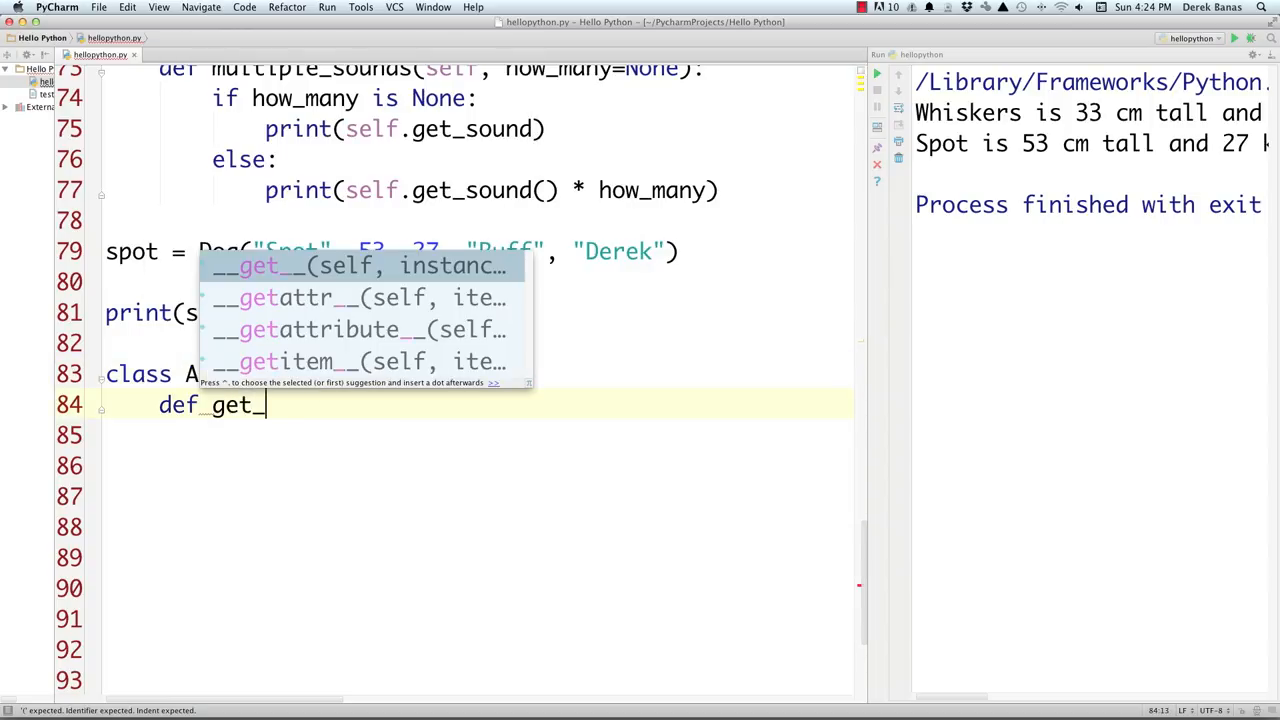 PyCharm File Edit View Navigate Code Refactor Run Tools VCS Window Help 10 Sun 4:24 PM Derek Banas
hellopython.py – Hello Python – [~/PycharmProjects/Hello Python]
Hello Python hellopython.py hellopython
hellopython.py Run hellopython
Hello P
hell
test
Externa
73 def multiple_sounds(self, how_many=None):
74 if how_many is None:
75 print(self.get_sound)
76 else:
77 print(self.get_sound() * how_many)
78
79 spot = Dog("Spot", 53, 27, "Ruff", "Derek")
80
81 print(s
82
83 class A
84 def get_
85
86
87
88
89
90
91
92
93
__get__(self, instanc…
__getattr__(self, ite…
__getattribute__(self…
__getitem__(self, ite…
Press ^. to choose the selected (or first) suggestion and insert a dot afterwards >> π
/Library/Frameworks/Python.
Whiskers is 33 cm tall and
Spot is 53 cm tall and 27 k
Process finished with exit
'(' expected. Identifier expected. Indent expected. 84:13 LF UTF-8